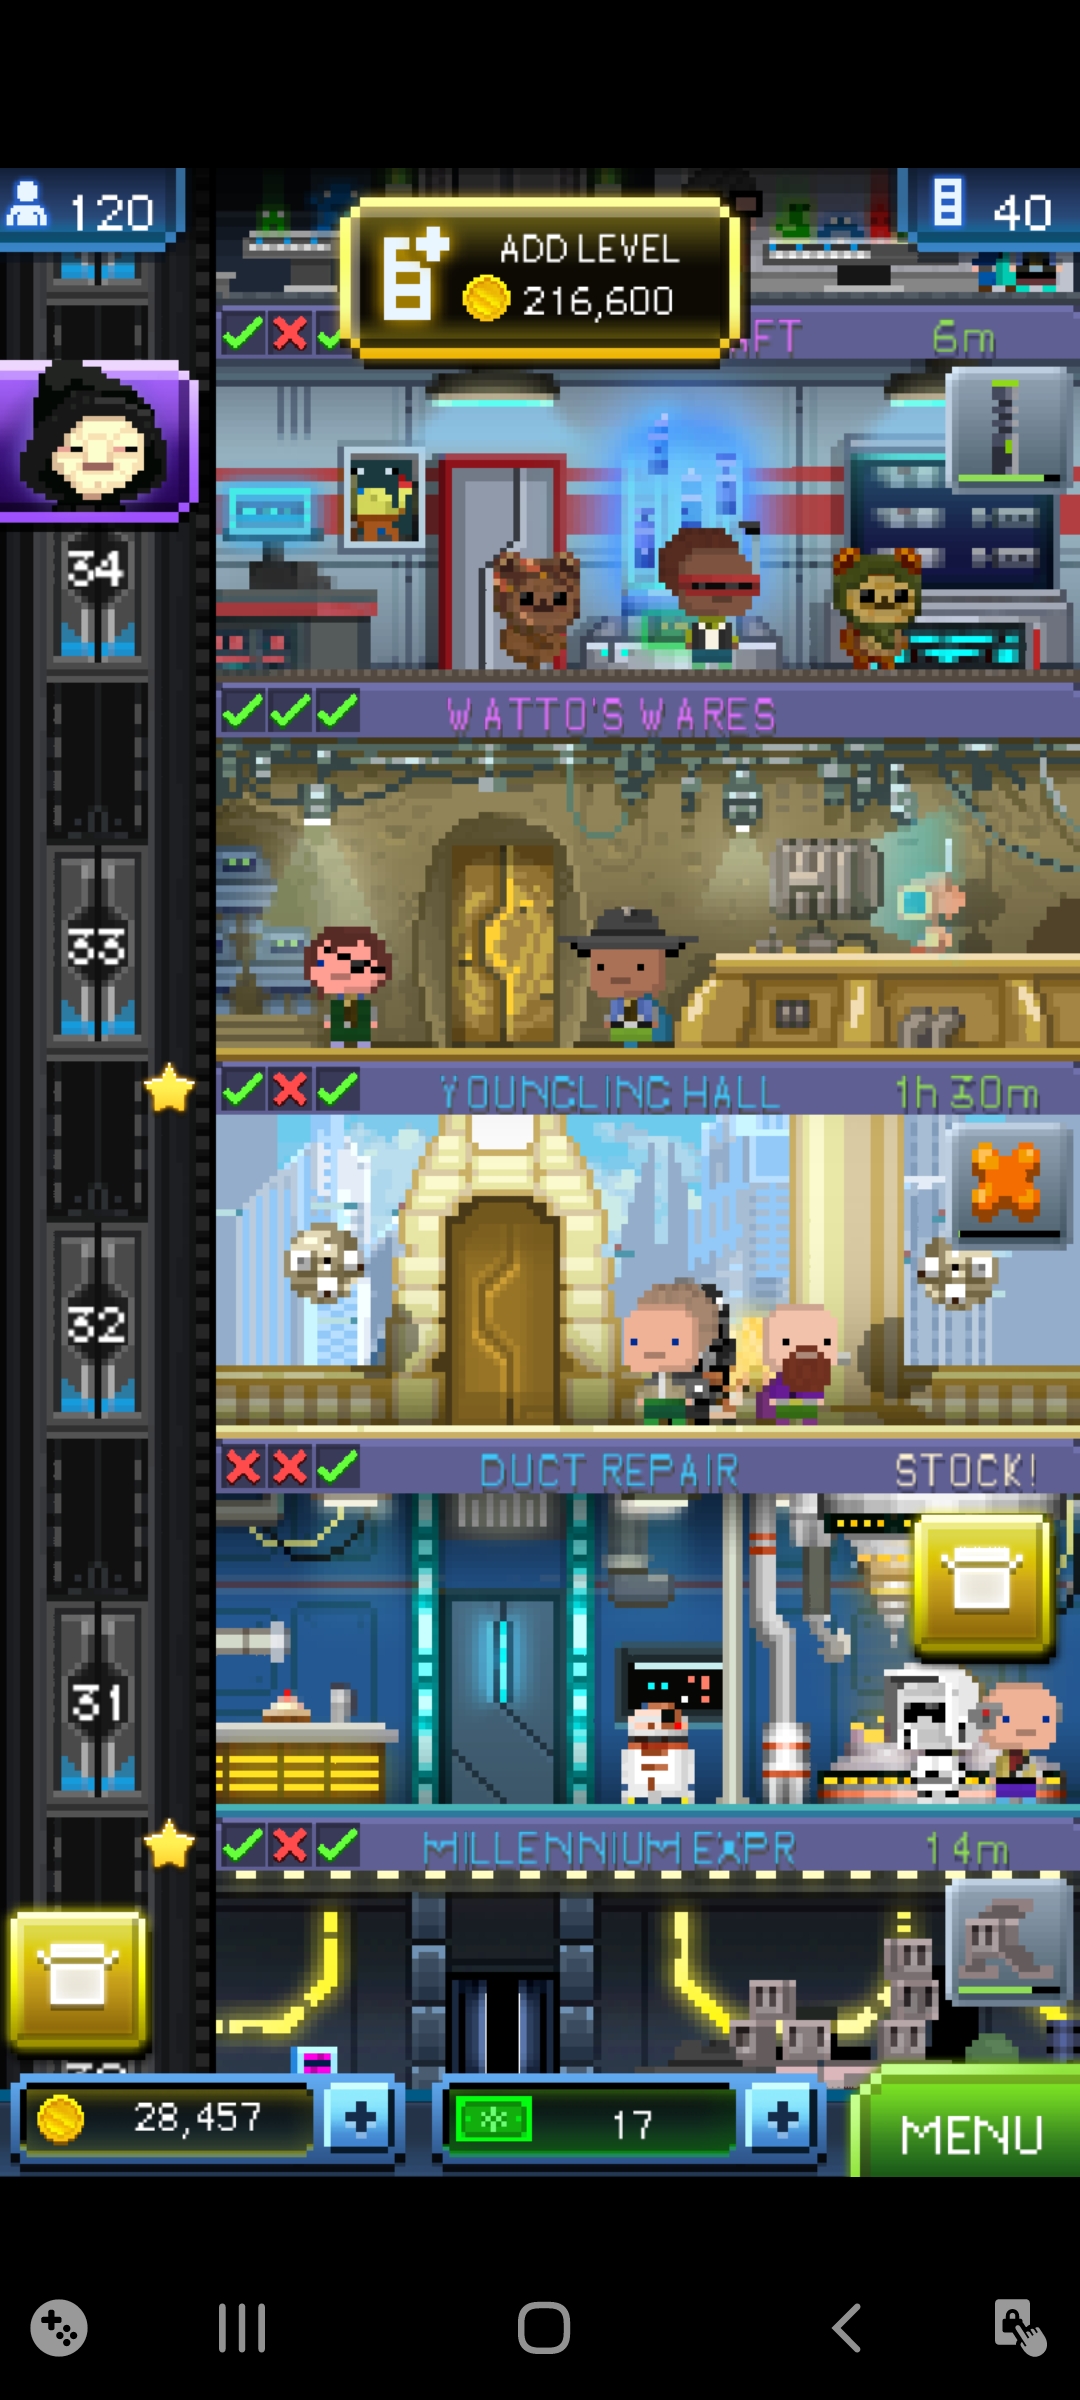 120
ADD LEVEL
216,600
40
6m
34
WATTO'S WARES
33
YOUNGLING HALL
1h 30m
32
DUCT REPAIR
STOCK!
31
MILLENNIUM EXPR
14m
28,457
17
MENU